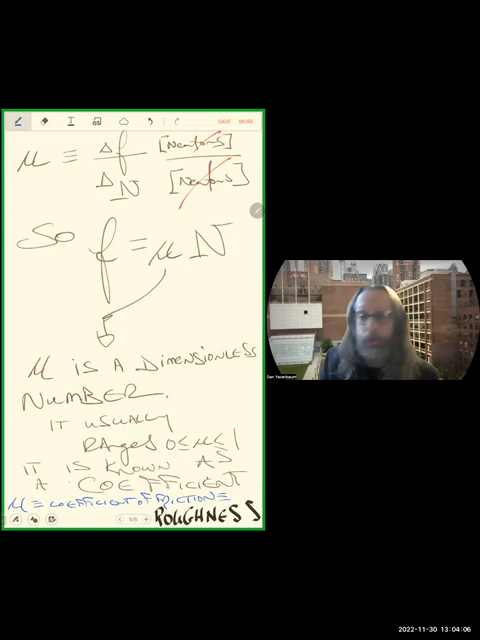 SAVE MORE
μ ≡ Δf [Newtons]
ΔN [Newtons]
So f = μN
μ IS A DIMENSIONLESS
NUMBER.
IT USUALLY
RANGES 0≤μ≤1
IT IS KNOWN AS
A COEFFICIENT
μ ≡ COEFFICIENT OF FRICTION ≡
ROUGHNESS
3/3
Dan Yaverbaum
2022-11-30 13:04:06